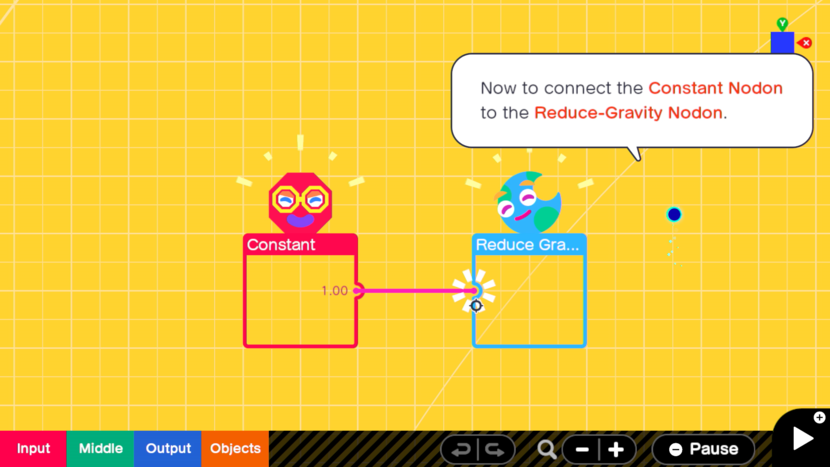 Y
X
Now to connect the Constant Nodon
to the Reduce-Gravity Nodon.
Constant
Reduce Gra...
1.00
Input
Middle
Output
Objects
Pause